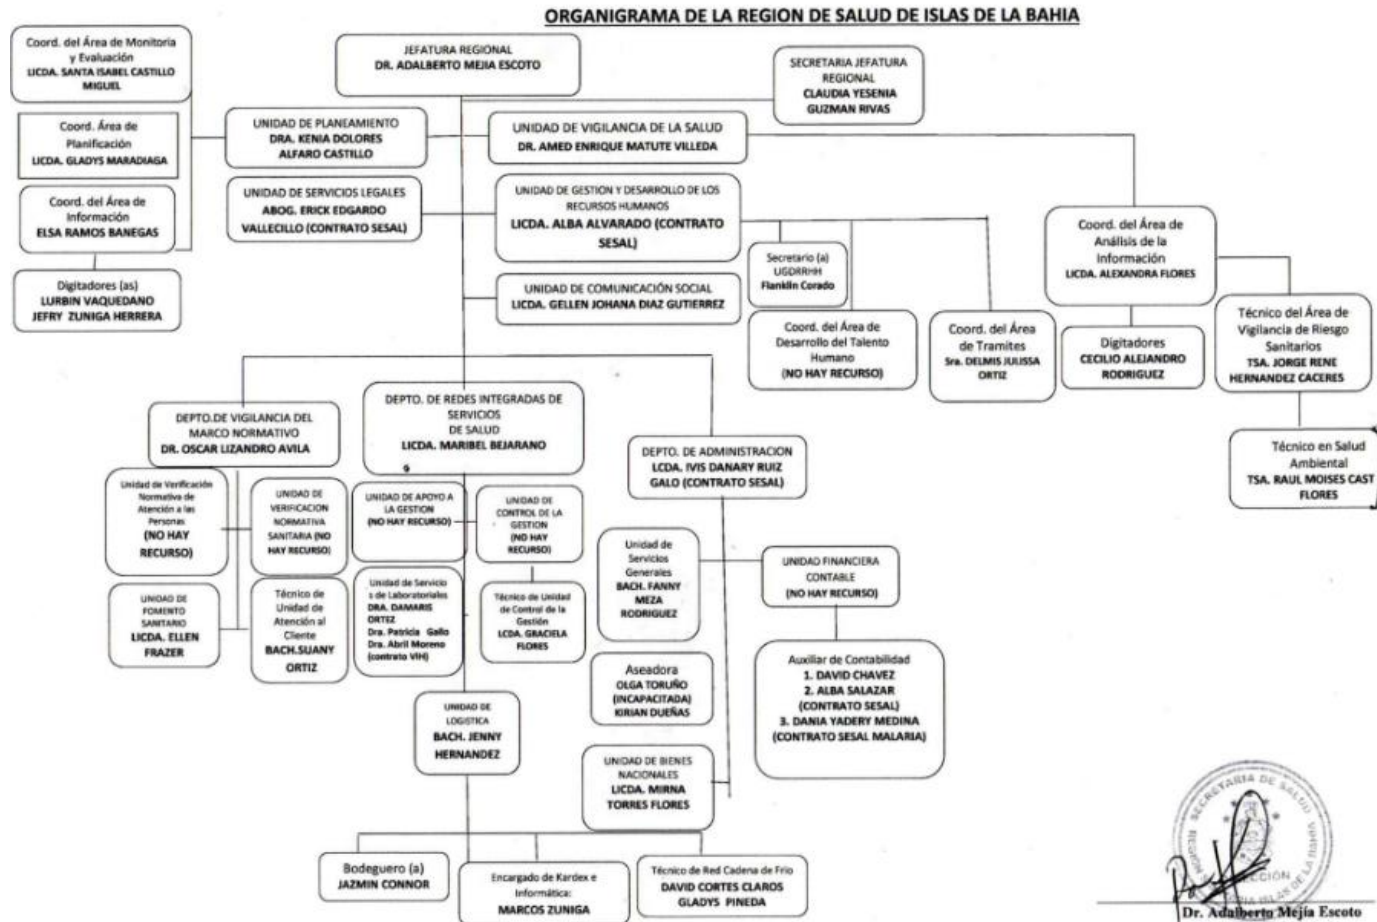 ORGANIGRAMA DE LA REGION DE SALUD DE ISLAS DE LA BAHIA
Coord. del Área de Monitoria
y Evaluación
LICDA. SANTA ISABEL CASTILLO
MIGUEL
JEFATURA REGIONAL
DR. ADALBERTO MEJIA ESCOTO
SECRETARIA JEFATURA
REGIONAL
CLAUDIA YESENIA
GUZMAN RIVAS
Coord. Área de
Planificación
LICDA. GLADYS MARADIAGA
UNIDAD DE PLANEAMIENTO
DRA. KENIA DOLORES
ALFARO CASTILLO
UNIDAD DE VIGILANCIA DE LA SALUD
DR. AMED ENRIQUE MATUTE VILLEDA
Coord. del Área de
Información
ELSA RAMOS BANEGAS
UNIDAD DE SERVICIOS LEGALES
ABOG. ERICK EDGARDO
VALLECILLO (CONTRATO SESAL)
UNIDAD DE GESTION Y DESARROLLO DE LOS
RECURSOS HUMANOS
LICDA. ALBA ALVARADO (CONTRATO
SESAL)
Coord. del Área de
Análisis de la
Información
LICDA. ALEXANDRA FLORES
Digitadores (as)
LURBIN VAQUEDANO
JEFRY ZUNIGA HERRERA
UNIDAD DE COMUNICACIÓN SOCIAL
LICDA. GELLEN JOHANA DIAZ GUTIERREZ
Secretario (a)
UGDRRHH
Flanklin Corado
Coord. del Área de
Desarrollo del Talento
Humano
(NO HAY RECURSO)
Coord. del Área
de Tramites
Sra. DELMIS JULISSA
ORTIZ
Digitadores
CECILIO ALEJANDRO
RODRIGUEZ
Técnico del Área de
Vigilancia de Riesgo
Sanitarios
TSA. JORGE RENE
HERNANDEZ CACERES
Técnico en Salud
Ambiental
TSA. RAUL MOISES CAST
FLORES
DEPTO.DE VIGILANCIA DEL
MARCO NORMATIVO
DR. OSCAR LIZANDRO AVILA
DEPTO. DE REDES INTEGRADAS DE
SERVICIOS
DE SALUD
LICDA. MARIBEL BEJARANO
DEPTO. DE ADMINISTRACION
LCDA. IVIS DANARY RUIZ
GALO (CONTRATO SESAL)
Unidad de Verificación
Normativa de
Atención a las
Personas
(NO HAY
RECURSO)
UNIDAD DE
VERIFICACION
NORMATIVA
SANITARIA (NO
HAY RECURSO)
UNIDAD DE APOYO A
LA GESTION
(NO HAY RECURSO)
UNIDAD DE
CONTROL DE LA
GESTION
(NO HAY
RECURSO)
UNIDAD DE
FOMENTO
SANITARIO
LICDA. ELLEN
FRAZER
Técnico de
Unidad de
Atención al
Cliente
BACH.SUANY
ORTIZ
Unidad de Servicio
s de Laboratoriales
DRA. DAMARIS
ORTEZ
Dra. Patricia Gallo
Dra. Abril Moreno
(contrato VIH)
Técnico de Unidad
de Control de la
Gestión
LCDA. GRACIELA
FLORES
Unidad de
Servicios
Generales
BACH. FANNY
MEZA
RODRIGUEZ
UNIDAD FINANCIERA
CONTABLE
(NO HAY RECURSO)
Aseadora
OLGA TORUÑO
(INCAPACITADA)
KIRIAN DUEÑAS
Auxiliar de Contabilidad
1. DAVID CHAVEZ
2. ALBA SALAZAR
(CONTRATO SESAL)
3. DANIA YADERY MEDINA
(CONTRATO SESAL MALARIA)
UNIDAD DE
LOGISTICA
BACH. JENNY
HERNANDEZ
UNIDAD DE BIENES
NACIONALES
LICDA. MIRNA
TORRES FLORES
Bodeguero (a)
JAZMIN CONNOR
Encargado de Kardex e
Informática:
MARCOS ZUNIGA
Técnico de Red Cadena de Frio
DAVID CORTES CLAROS
GLADYS PINEDA
SECRETARIA DE SALUD
Dr. Adalberto Mejía Escoto